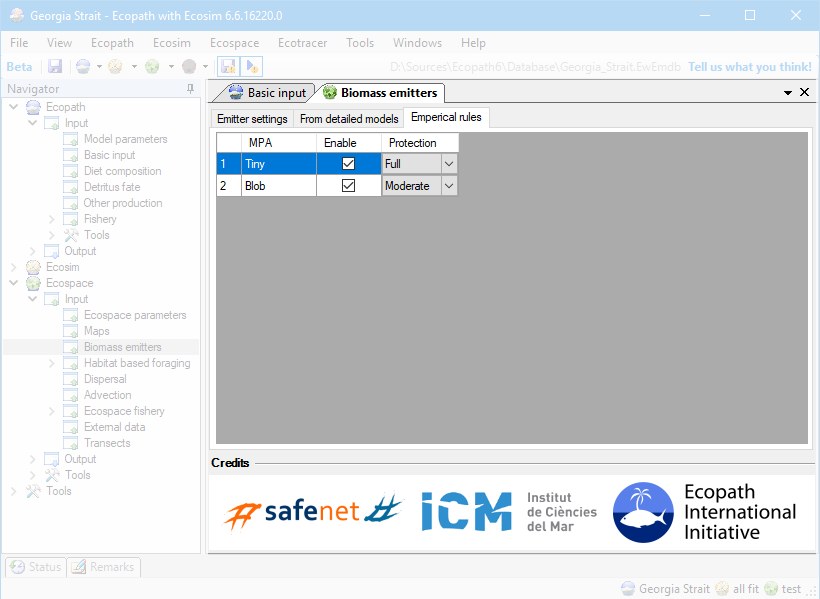 Georgia Strait - Ecopath with Ecosim 6.6.16220.0
File View Ecopath Ecosim Ecospace Ecotracer Tools Windows Help
Beta D:\Sources\Ecopath6\Database\Georgia_Strait.EwEmdb Tell us what you think!
Navigator
Ecopath
Input
Model parameters
Basic input
Diet composition
Detritus fate
Other production
Fishery
Tools
Output
Ecosim
Ecospace
Input
Ecospace parameters
Maps
Biomass emitters
Habitat based foraging
Dispersal
Advection
Ecospace fishery
External data
Transects
Output
Tools
Tools
Basic input Biomass emitters
Emitter settings From detailed models Emperical rules
MPA Enable Protection
1 Tiny Full
2 Blob Moderate
Credits
safenet
ICM
Institut
de Ciències
del Mar
Ecopath
International
Initiative
Status Remarks
Georgia Strait all fit test